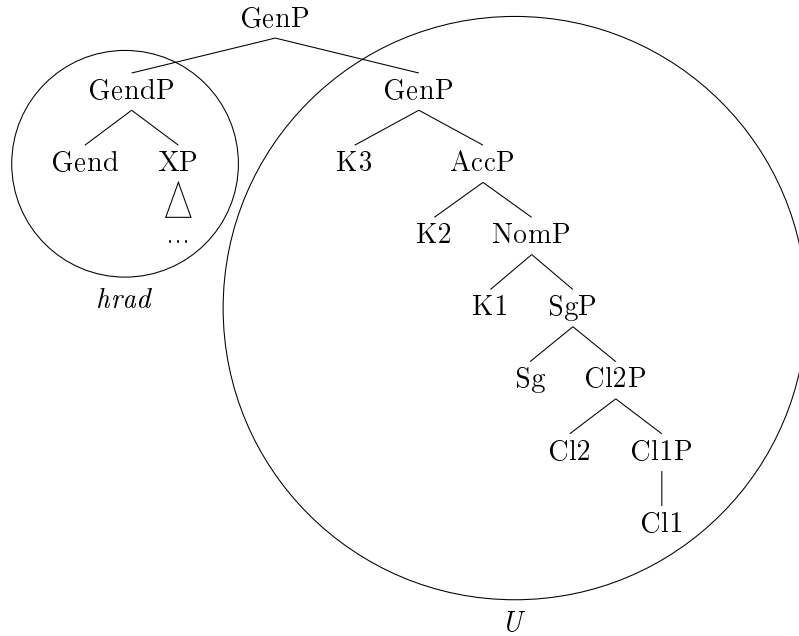 GenP
GendP GenP
Gend XP K3 AccP
... K2 NomP
hrad K1 SgP
Sg Cl2P
Cl2 Cl1P
Cl1
U